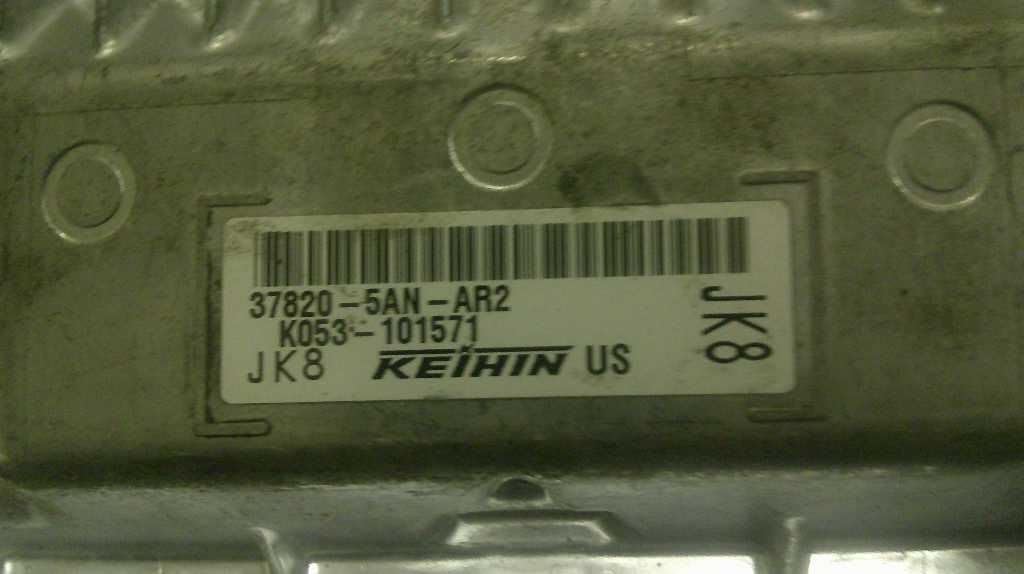 37820-5AN-AR2
K053-101571
JK8 KEIHIN US
JK8